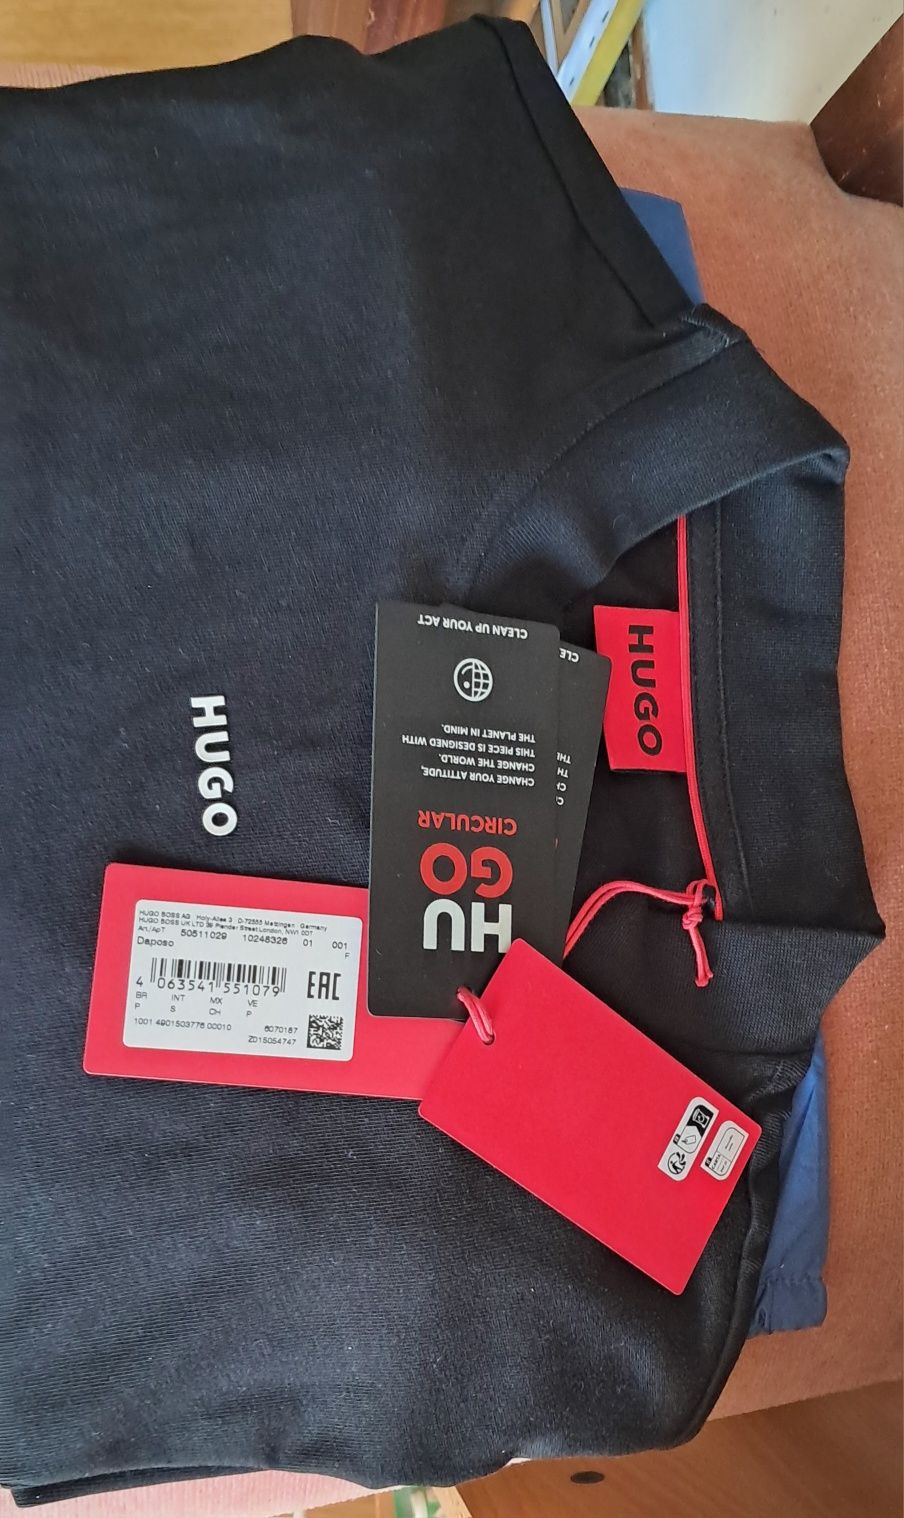 HUGO
HUGO
HU
GO
CIRCULAR
CHANGE YOUR ATTITUDE,
CHANGE THE WORLD.
THIS PIECE IS DESIGNED WITH
THE PLANET IN MIND.
CLEAN UP YOUR ACT
CLE
HUGO BOSS AG Holy-Allee 3 D-72555 Metzingen Germany
HUGO BOSS UK LTD 39 Plender Street London, NW1 0DT
Art./ApT 50511029 10248326 01 001
Daposo F
4 063541 551079
EAC
BR INT MX VE
P S CH P
1001 4901503776 00010 6070187
ZD15054747